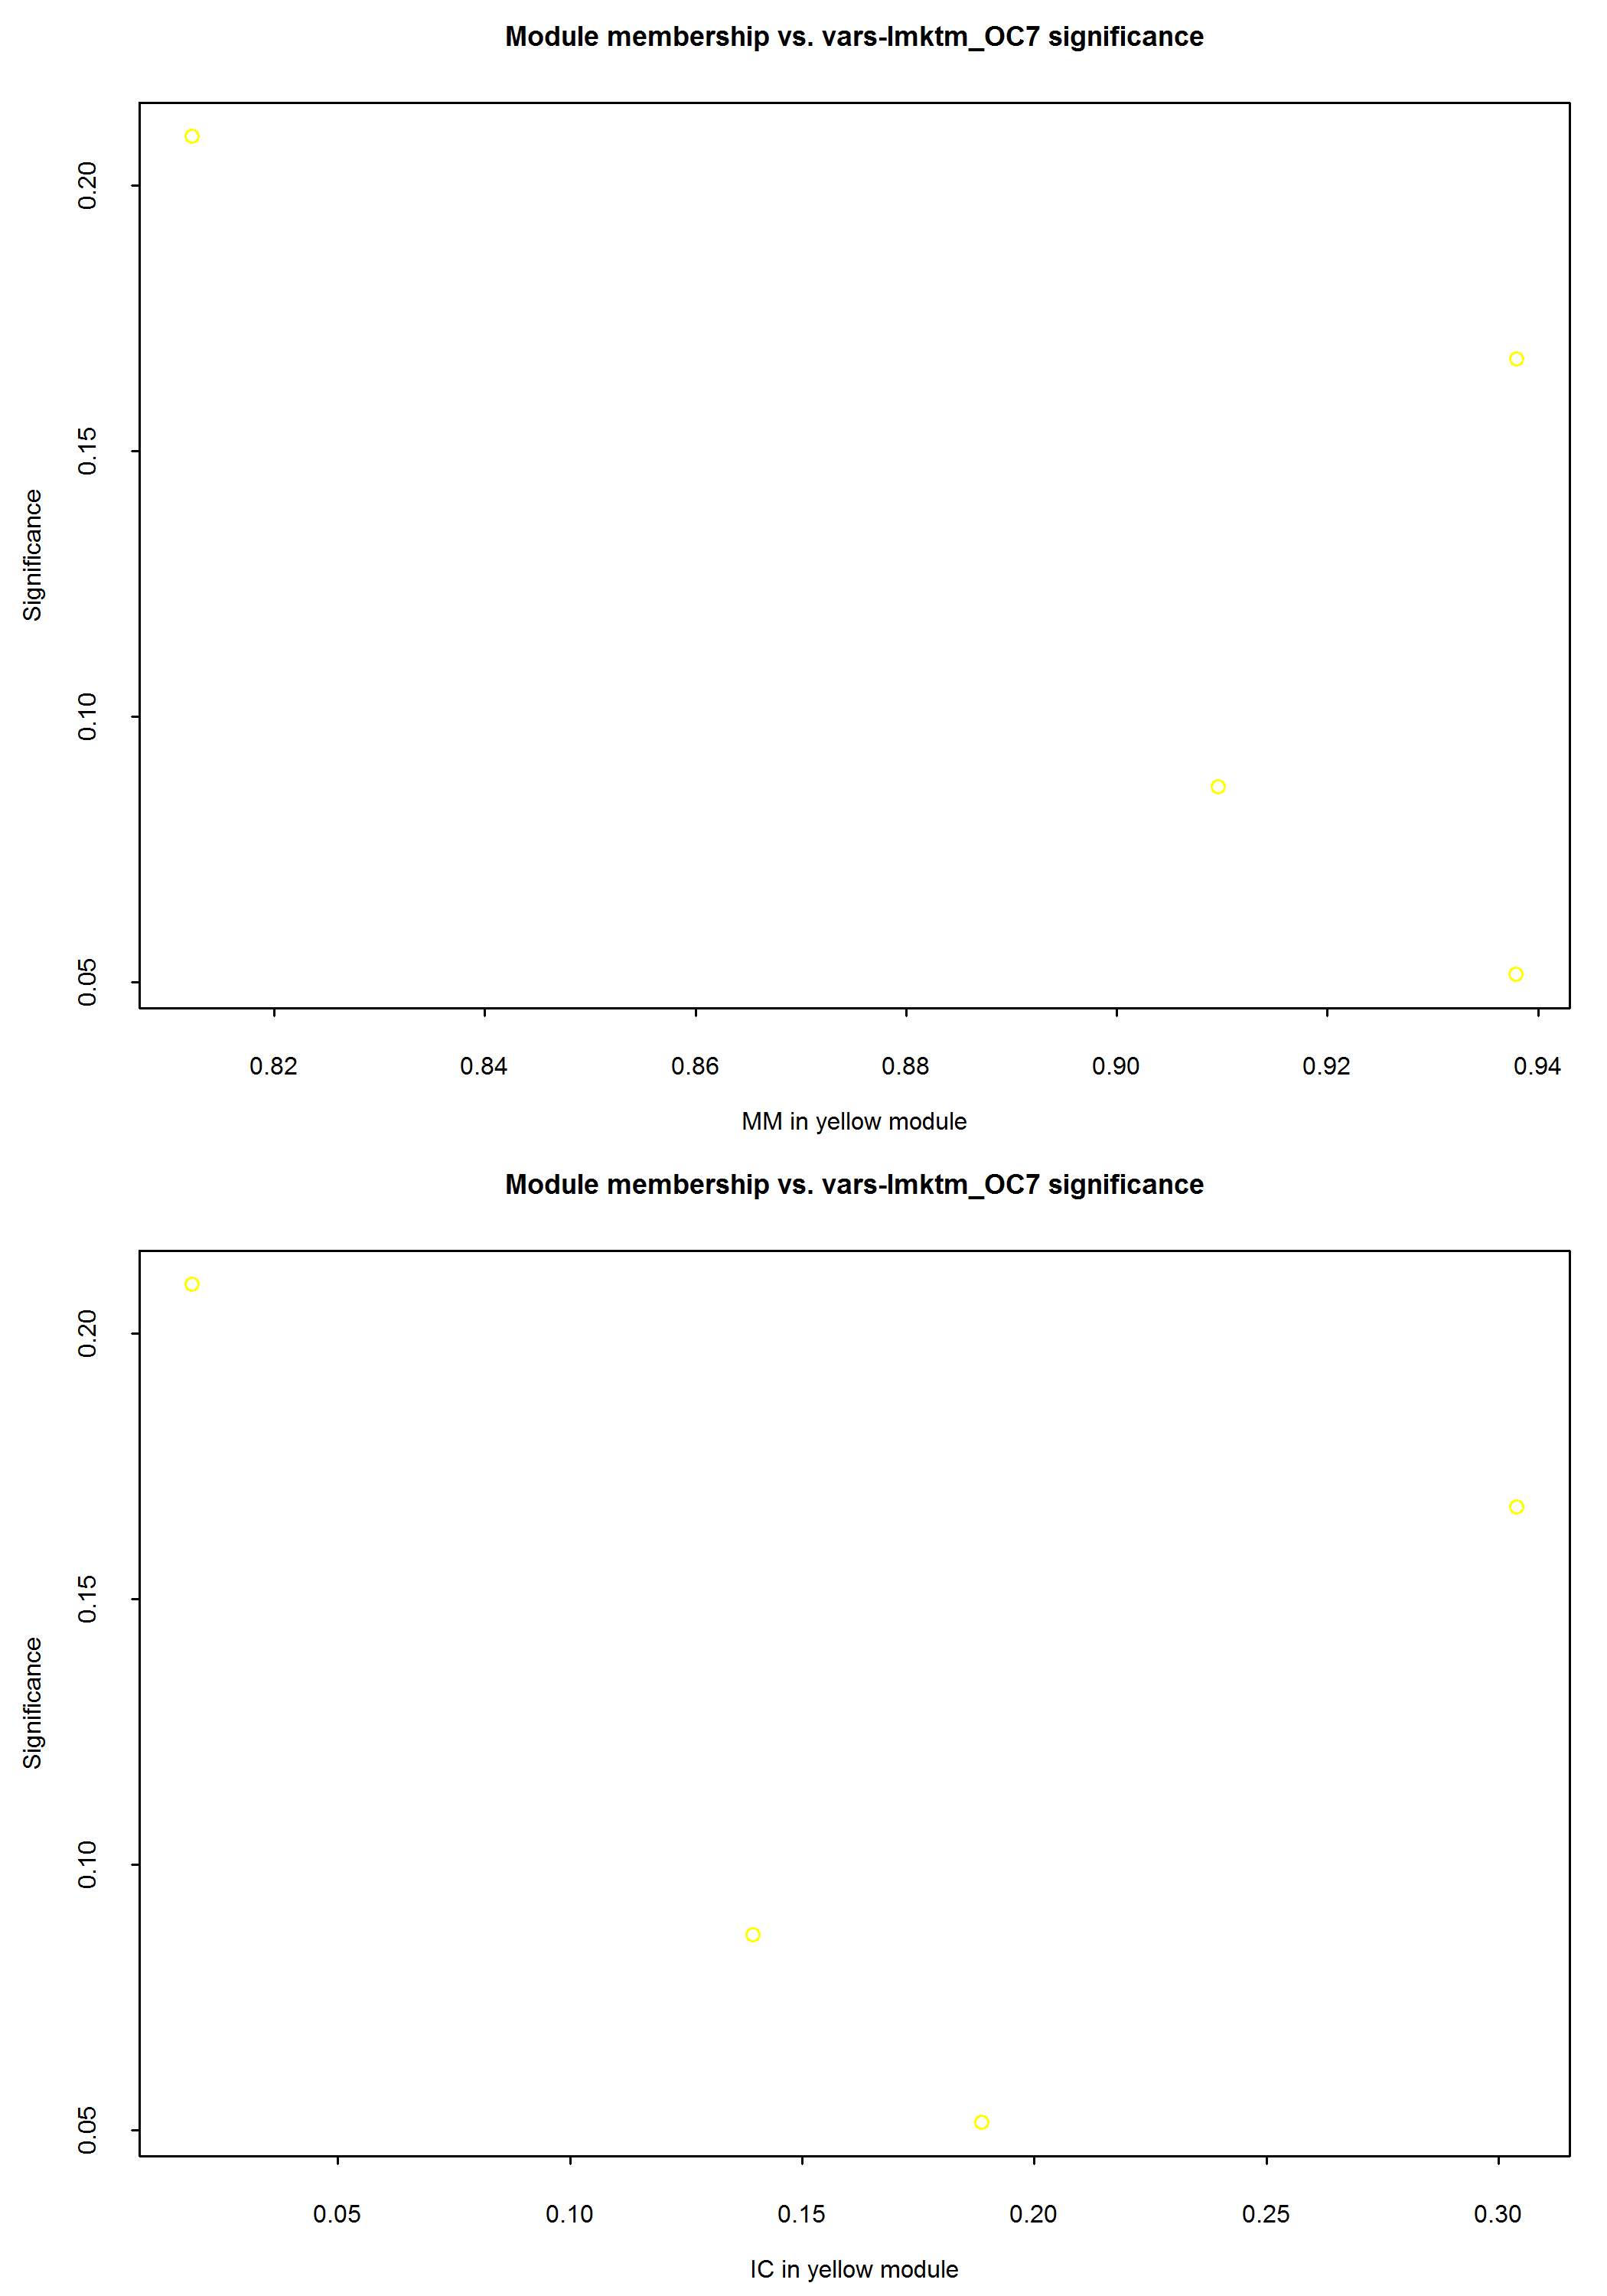 Module membership vs. vars-lmktm_OC7 significance
0.20
0.15
0.10
0.05
Significance
0.82 0.84 0.86 0.88 0.90 0.92 0.94
MM in yellow module
Module membership vs. vars-lmktm_OC7 significance
0.20
0.15
0.10
0.05
Significance
0.05 0.10 0.15 0.20 0.25 0.30
IC in yellow module